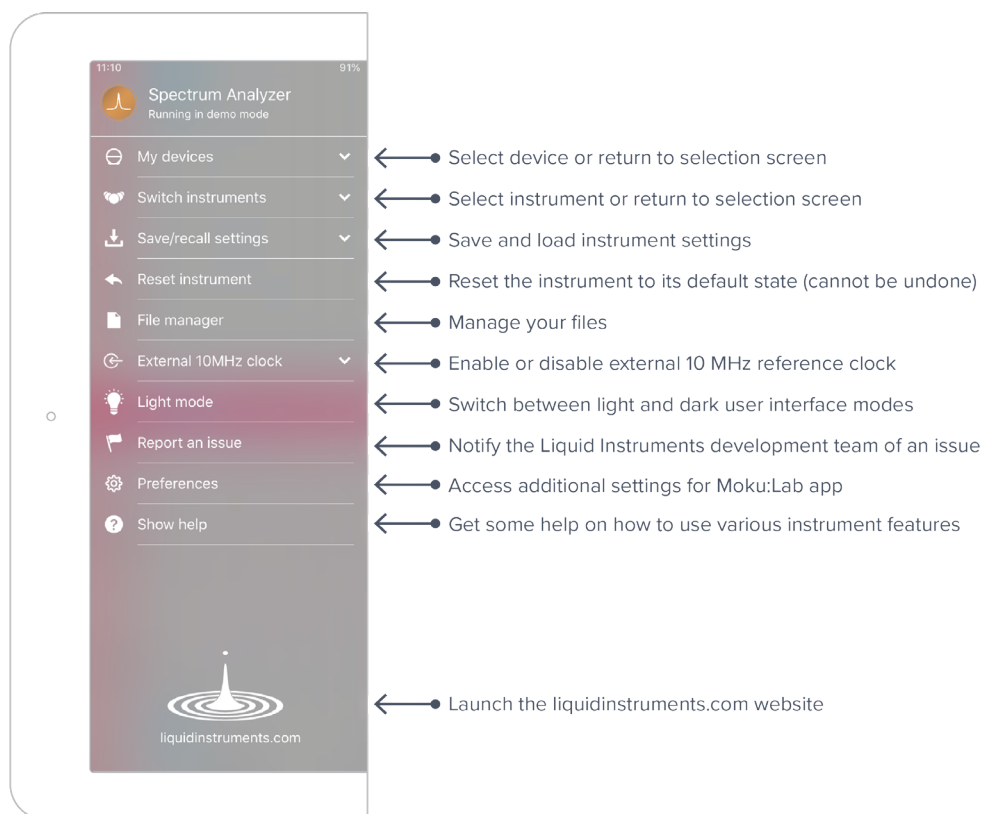 11:10 91%
Spectrum Analyzer
Running in demo mode
My devices
Select device or return to selection screen
Switch instruments
Select instrument or return to selection screen
Save/recall settings
Save and load instrument settings
Reset instrument
Reset the instrument to its default state (cannot be undone)
File manager
Manage your files
External 10MHz clock
Enable or disable external 10 MHz reference clock
Light mode
Switch between light and dark user interface modes
Report an issue
Notify the Liquid Instruments development team of an issue
Preferences
Access additional settings for Moku:Lab app
Show help
Get some help on how to use various instrument features
Launch the liquidinstruments.com website
liquidinstruments.com